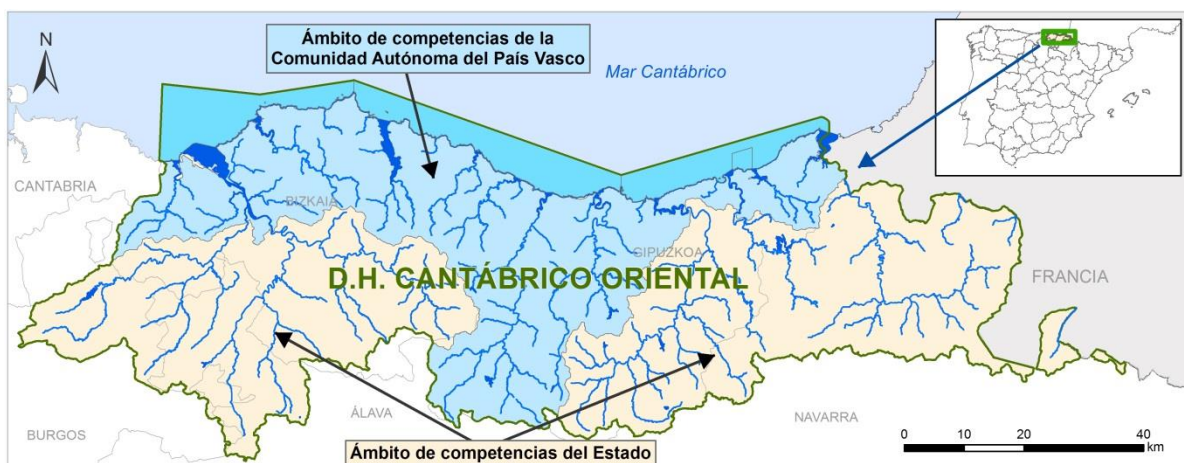 N
Ámbito de competencias de la
Comunidad Autónoma del País Vasco
Mar Cantábrico
CANTABRIA
BIZKAIA
GIPUZKOA
D.H. CANTÁBRICO ORIENTAL
FRANCIA
ÁLAVA
NAVARRA
BURGOS
Ámbito de competencias del Estado
0 10 20 40
km